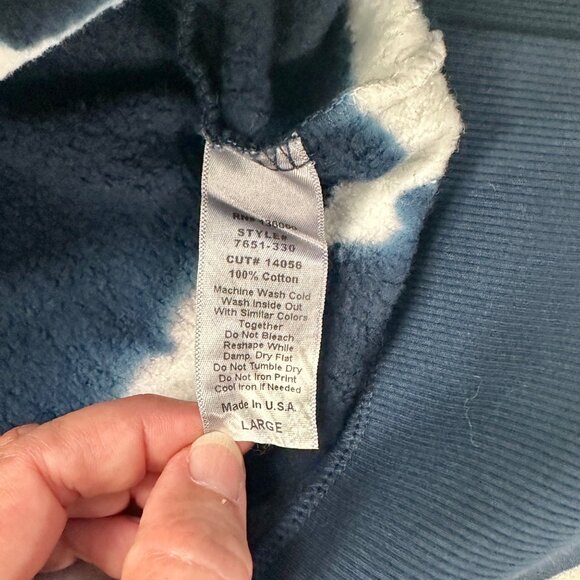 RN#
STYLE#
7651-330
CUT# 14056
100% Cotton
Machine Wash Cold
Wash Inside Out
With Similar Colors
Together
Do Not Bleach
Reshape While
Damp. Dry Flat
Do Not Tumble Dry
Do Not Iron Print
Cool Iron if Needed
Made in U.S.A.
LARGE